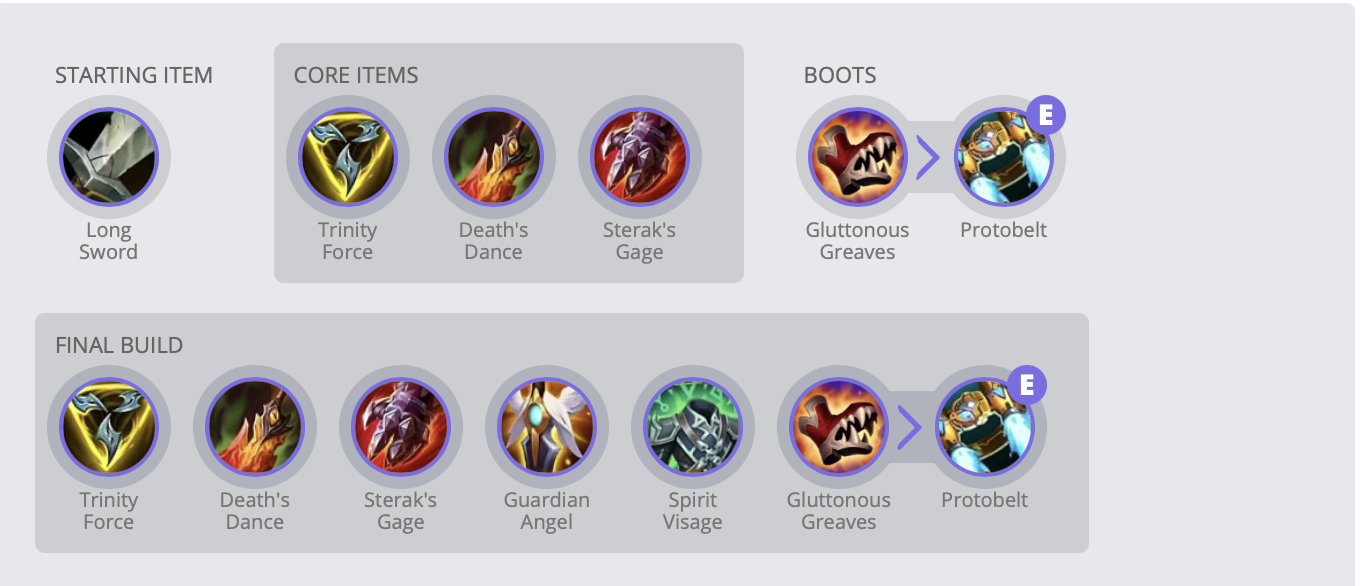 STARTING ITEM
Long
Sword
CORE ITEMS
Trinity
Force
Death's
Dance
Sterak's
Gage
BOOTS
Gluttonous
Greaves
E
Protobelt
FINAL BUILD
Trinity
Force
Death's
Dance
Sterak's
Gage
Guardian
Angel
Spirit
Visage
Gluttonous
Greaves
E
Protobelt